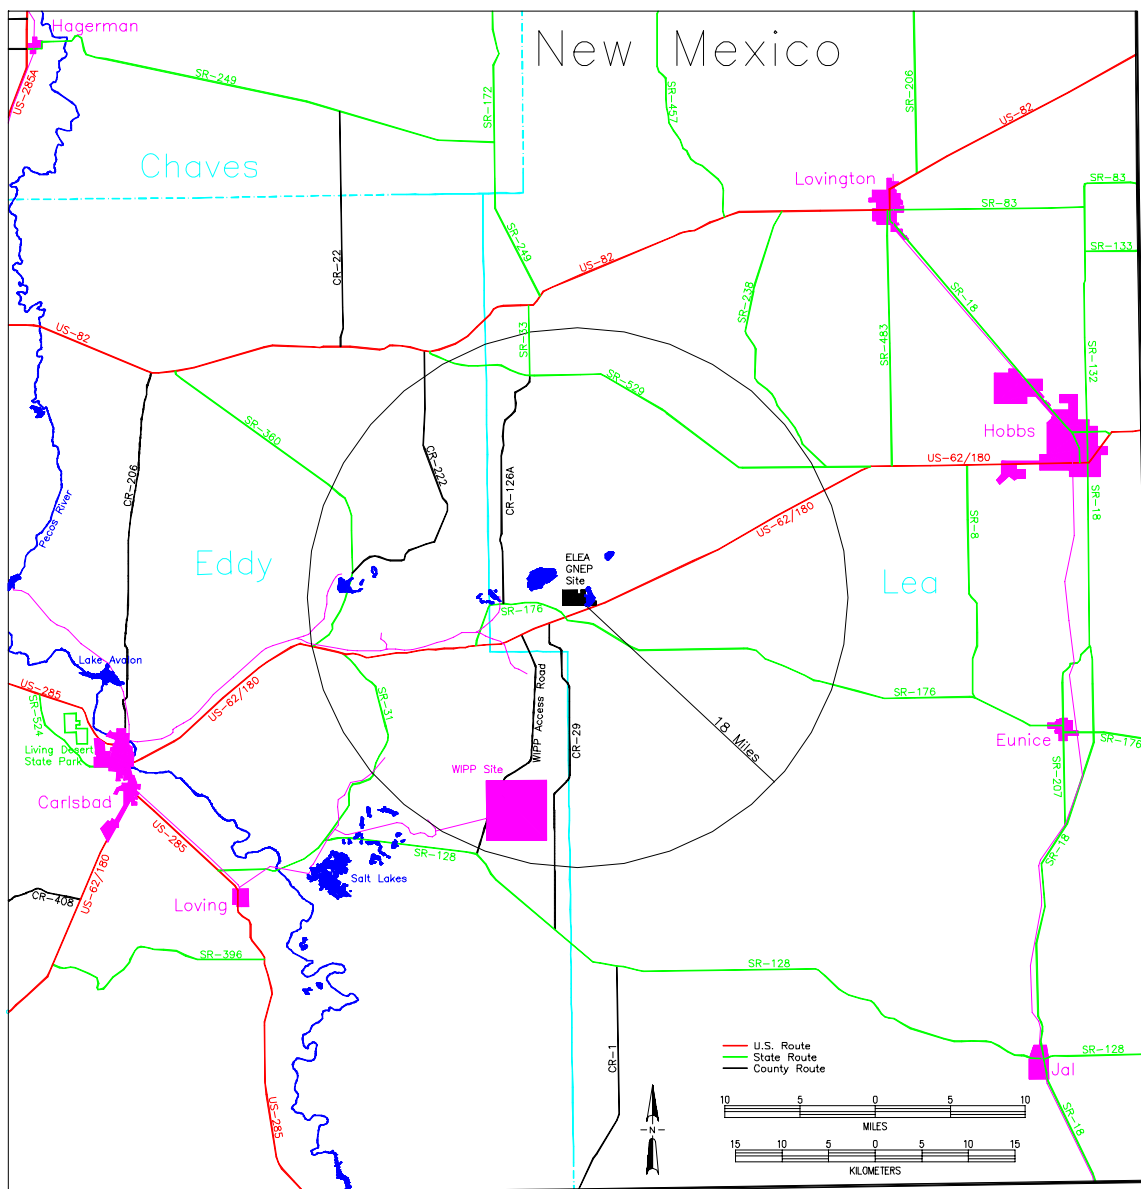 New Mexico
Hagerman
US-285A
SR-249
SR-172
SR-457
SR-206
US-82
Chaves
Lovington
SR-83
SR-83
SR-133
CR-22
SR-249
US-82
SR-238
SR-18
SR-483
SR-132
US-82
SR-33
SR-529
SR-360
CR-206
CR-222
CR-126A
Hobbs
US-62/180
US-62/180
SR-8
SR-18
Pecos River
Eddy
ELEA
GNEP
Site
Lea
SR-176
Lake Avalon
US-285
SR-524
US-62/180
SR-31
WIPP Access Road
CR-29
18 Miles
SR-176
Eunice
SR-176
SR-207
Living Desert
State Park
WIPP Site
Carlsbad
US-285
SR-128
SR-18
Salt Lakes
US-62/180
CR-408
Loving
SR-396
SR-128
CR-1
US-285
U.S. Route
State Route
County Route
SR-128
Jal
SR-18
10 5 0 5 10
MILES
N
15 10 5 0 5 10 15
KILOMETERS